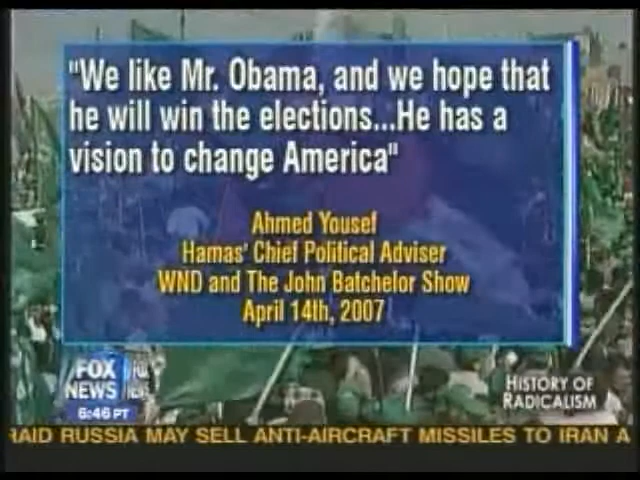 "We like Mr. Obama, and we hope that
he will win the elections...He has a
vision to change America"
Ahmed Yousef
Hamas' Chief Political Adviser
WND and The John Batchelor Show
April 14th, 2007
FOX
NEWS
6:46 PT
HISTORY OF
RADICALISM
RAID RUSSIA MAY SELL ANTI-AIRCRAFT MISSILES TO IRAN A